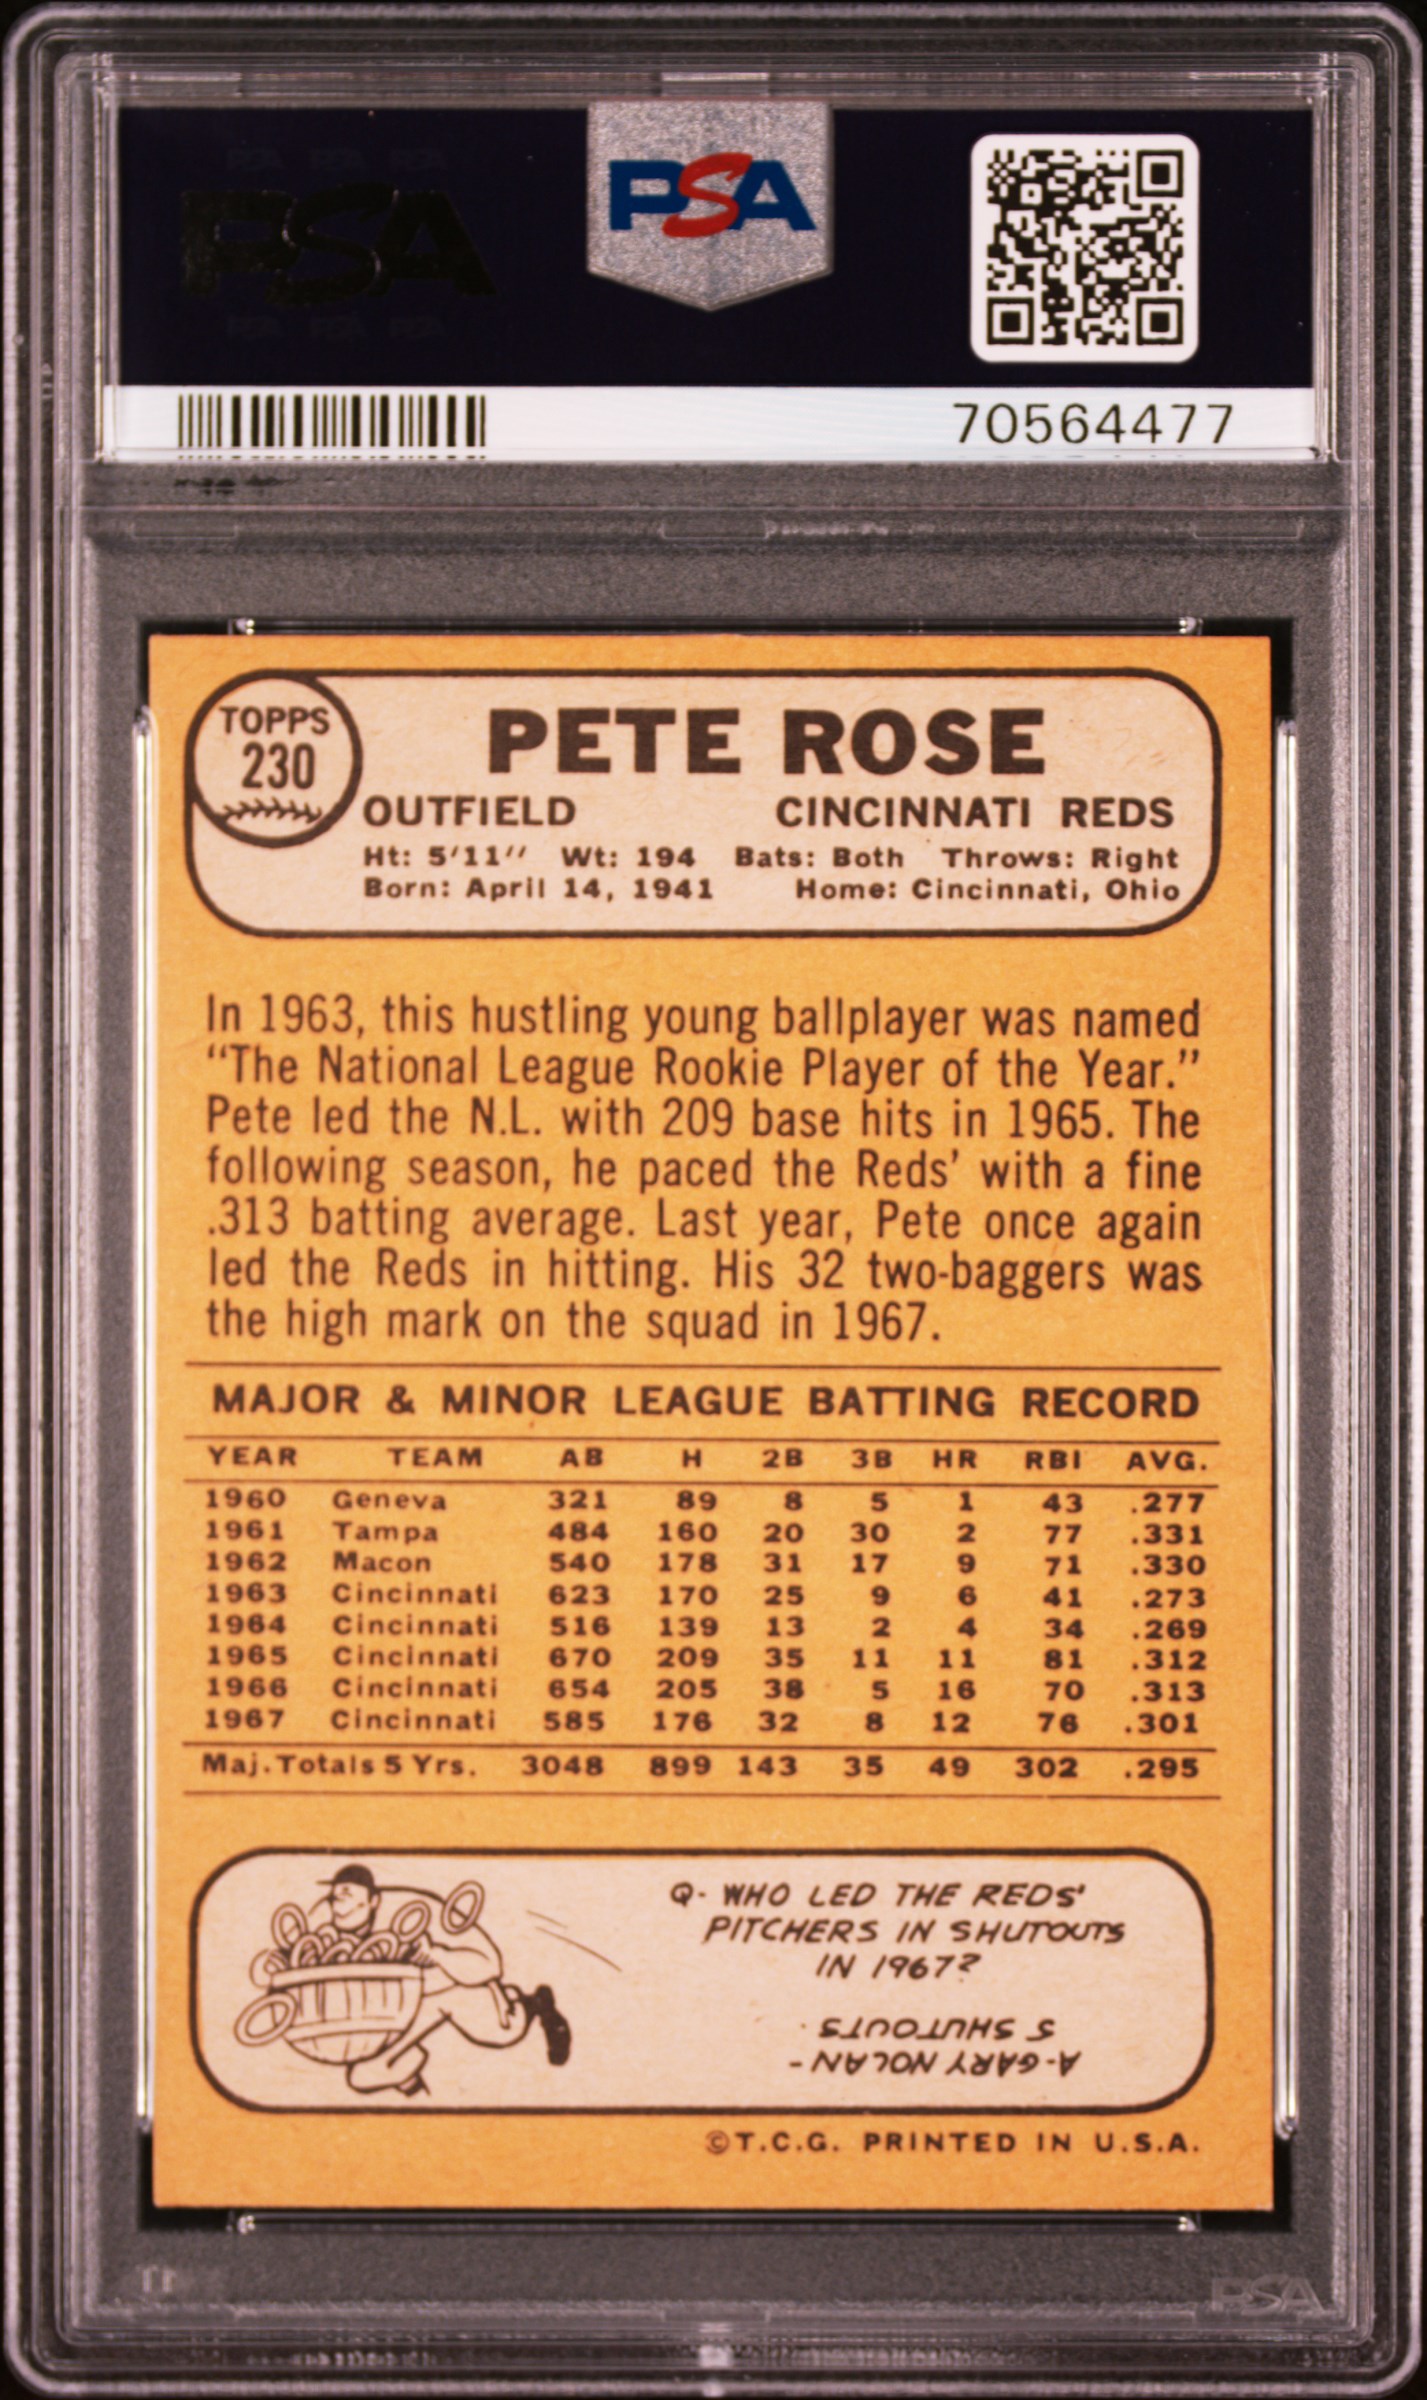 PSA
PSA
70564477
TOPPS
230
PETE ROSE
OUTFIELD CINCINNATI REDS
Ht: 5'11" Wt: 194 Bats: Both Throws: Right
Born: April 14, 1941 Home: Cincinnati, Ohio
In 1963, this hustling young ballplayer was named
“The National League Rookie Player of the Year.”
Pete led the N.L. with 209 base hits in 1965. The
following season, he paced the Reds’ with a fine
.313 batting average. Last year, Pete once again
led the Reds in hitting. His 32 two-baggers was
the high mark on the squad in 1967.
MAJOR & MINOR LEAGUE BATTING RECORD
YEAR TEAM AB H 2B 3B HR RBI AVG.
1960 Geneva 321 89 8 5 1 43 .277
1961 Tampa 484 160 20 30 2 77 .331
1962 Macon 540 178 31 17 9 71 .330
1963 Cincinnati 623 170 25 9 6 41 .273
1964 Cincinnati 516 139 13 2 4 34 .269
1965 Cincinnati 670 209 35 11 11 81 .312
1966 Cincinnati 654 205 38 5 16 70 .313
1967 Cincinnati 585 176 32 8 12 76 .301
Maj. Totals 5 Yrs. 3048 899 143 35 49 302 .295
Q- WHO LED THE REDS'
PITCHERS IN SHUTOUTS
IN 1967?
A- GARY NOLAN -
5 SHUTOUTS.
©T.C.G. PRINTED IN U.S.A.
PSA